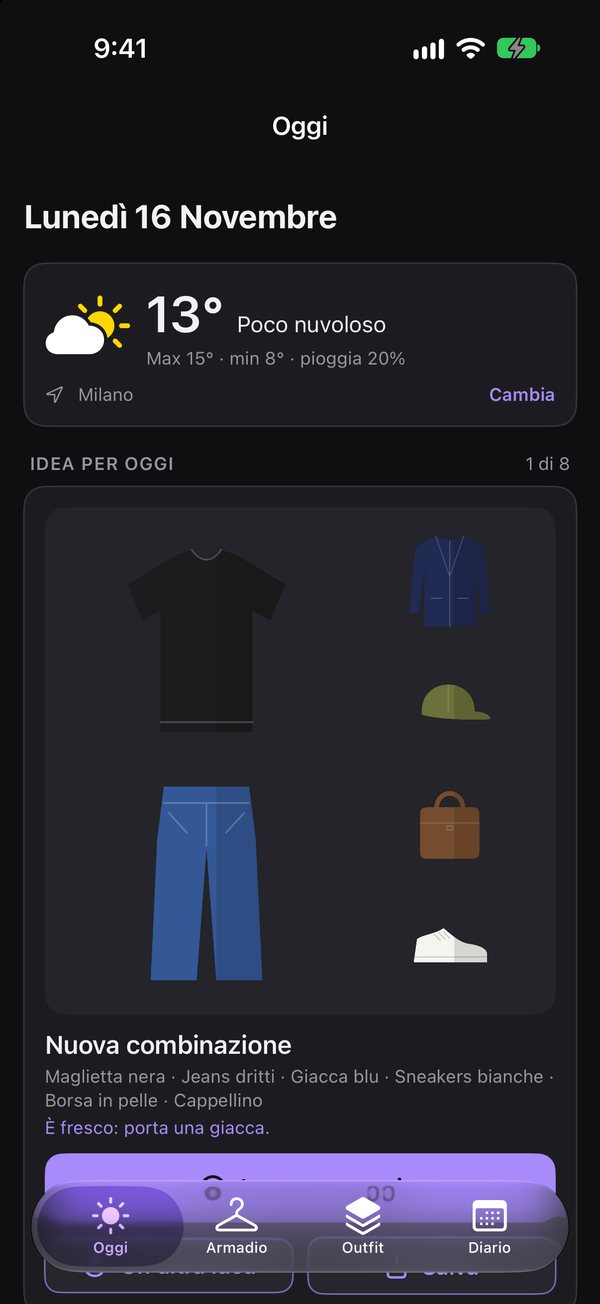 9:41
Oggi
Lunedì 16 Novembre
13° Poco nuvoloso
Max 15° · min 8° · pioggia 20%
Milano
Cambia
IDEA PER OGGI
1 di 8
Nuova combinazione
Maglietta nera · Jeans dritti · Giacca blu · Sneakers bianche ·
Borsa in pelle · Cappellino
È fresco: porta una giacca.
Oggi
Armadio
Outfit
Diario